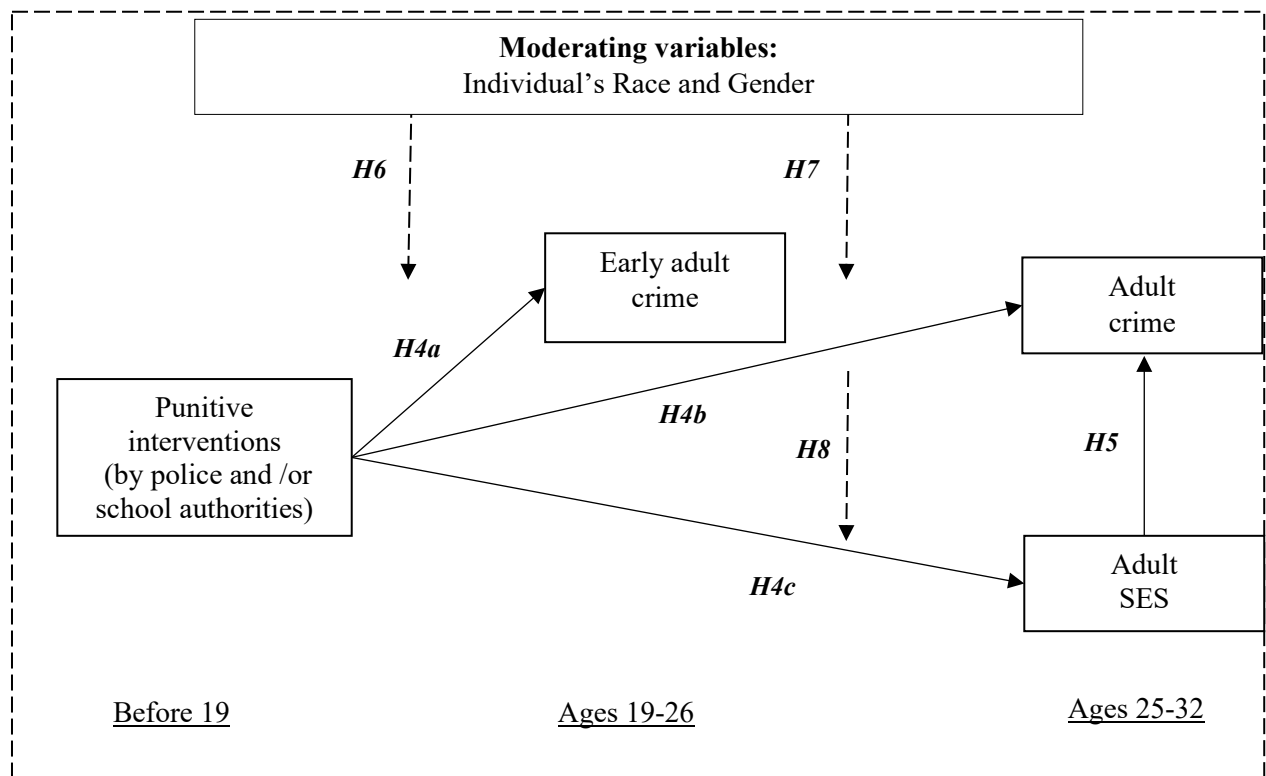 Moderating variables:
Individual's Race and Gender
H6
H7
Early adult
crime
Adult
crime
H4a
Punitive
interventions
(by police and /or
school authorities)
H4b
H8
H5
H4c
Adult
SES
Before 19
Ages 19-26
Ages 25-32